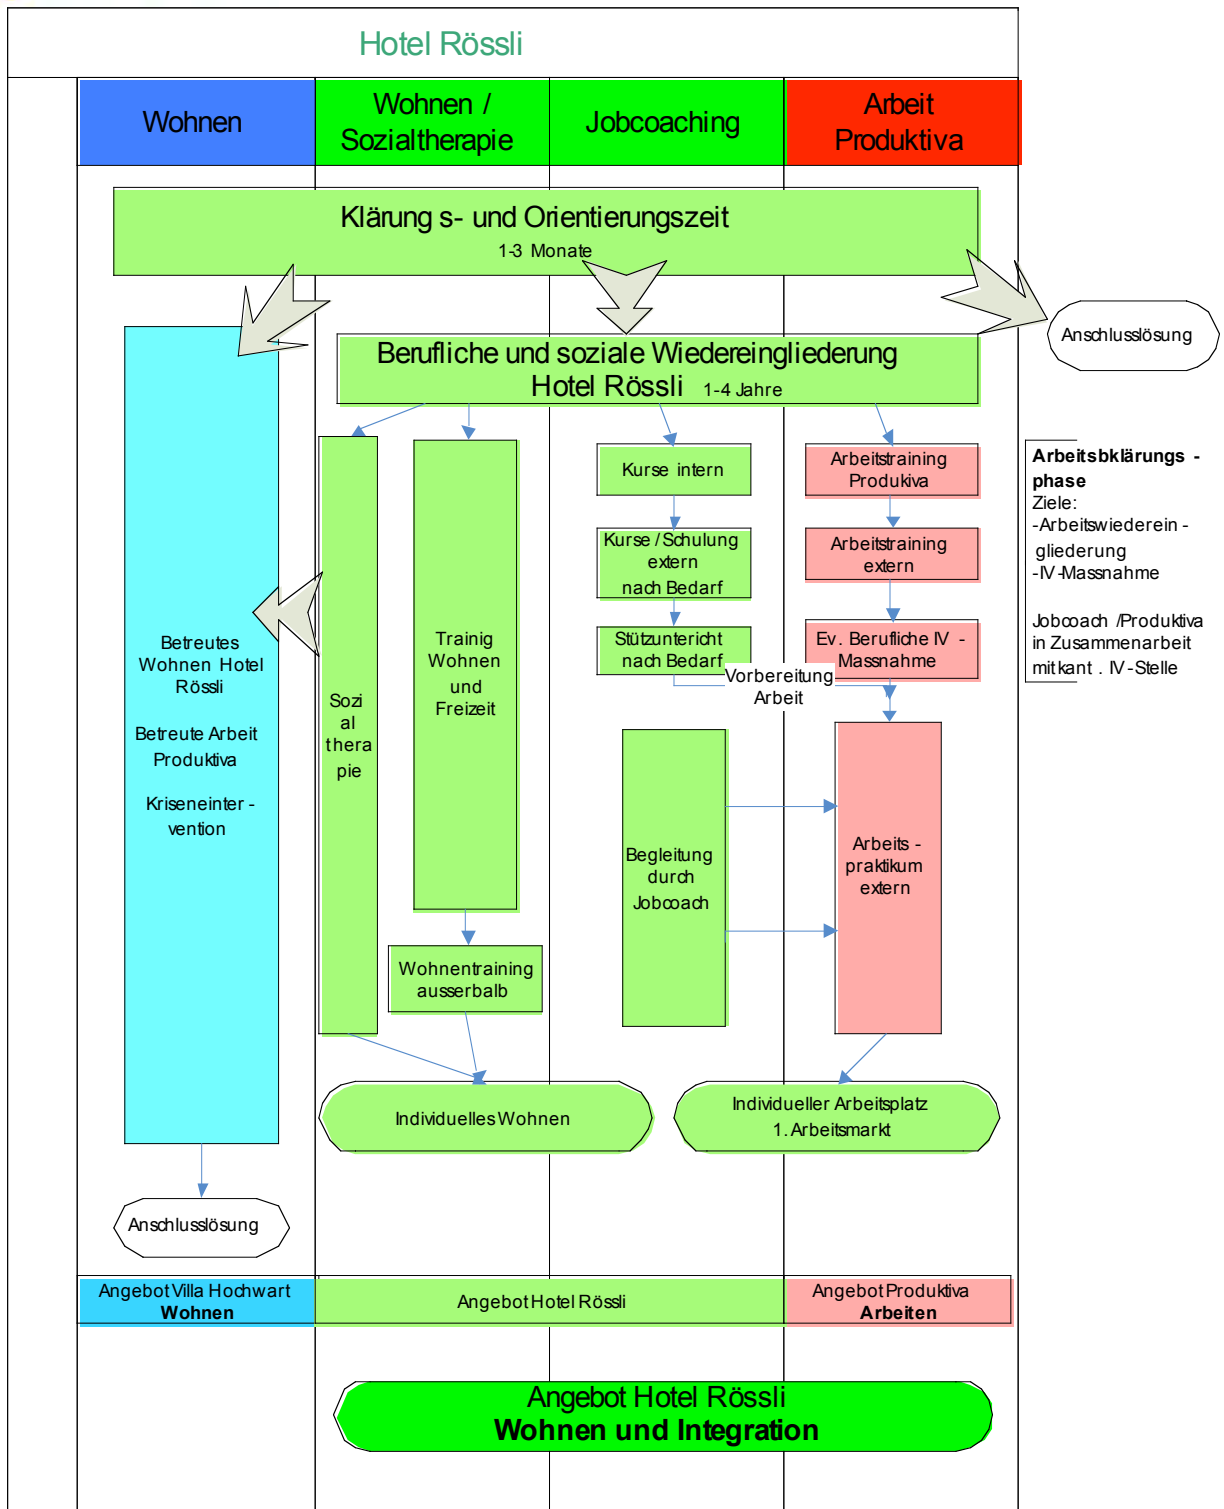 Hotel Rössli
Wohnen
Wohnen /
Sozialtherapie
Jobcoaching
Arbeit
Produktiva
Klärung s- und Orientierungszeit
1-3 Monate
Anschlusslösung
Berufliche und soziale Wiedereingliederung
Hotel Rössli 1-4 Jahre
Betreutes
Wohnen Hotel
Rössli
Betreute Arbeit
Produktiva
Kriseneinter -
vention
Sozi
al
thera
pie
Trainig
Wohnen
und
Freizeit
Wohnentraining
ausserbalb
Kurse intern
Kurse / Schulung
extern
nach Bedarf
Stützuntericht
nach Bedarf
Vorbereitung
Arbeit
Begleitung
durch
Jobcoach
Arbeitstraining
Produkiva
Arbeitstraining
extern
Ev. Berufliche IV -
Massnahme
Arbeits -
praktikum
extern
Arbeitsbklärungs -
phase
Ziele:
-Arbeitswiederein -
gliederung
-IV-Massnahme
Jobcoach /Produktiva
in Zusammenarbeit
mit kant . IV-Stelle
Individuelles Wohnen
Individueller Arbeitsplatz
1. Arbeitsmarkt
Anschlusslösung
Angebot Villa Hochwart
Wohnen
Angebot Hotel Rössli
Angebot Produktiva
Arbeiten
Angebot Hotel Rössli
Wohnen und Integration